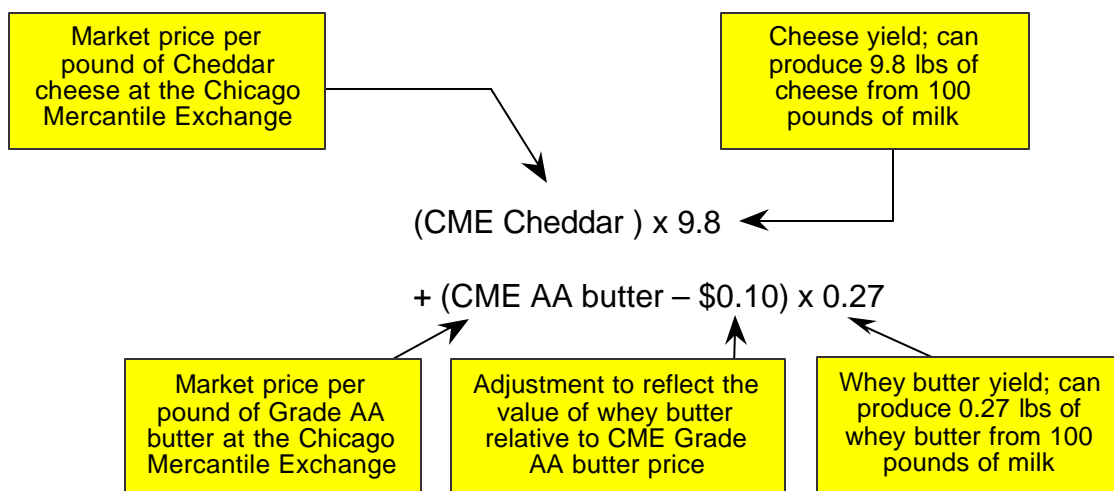 Market price per
pound of Cheddar
cheese at the Chicago
Mercantile Exchange
Cheese yield; can
produce 9.8 lbs of
cheese from 100
pounds of milk
(CME Cheddar ) x 9.8
+ (CME AA butter – $0.10) x 0.27
Market price per
pound of Grade AA
butter at the Chicago
Mercantile Exchange
Adjustment to reflect the
value of whey butter
relative to CME Grade
AA butter price
Whey butter yield; can
produce 0.27 lbs of
whey butter from 100
pounds of milk